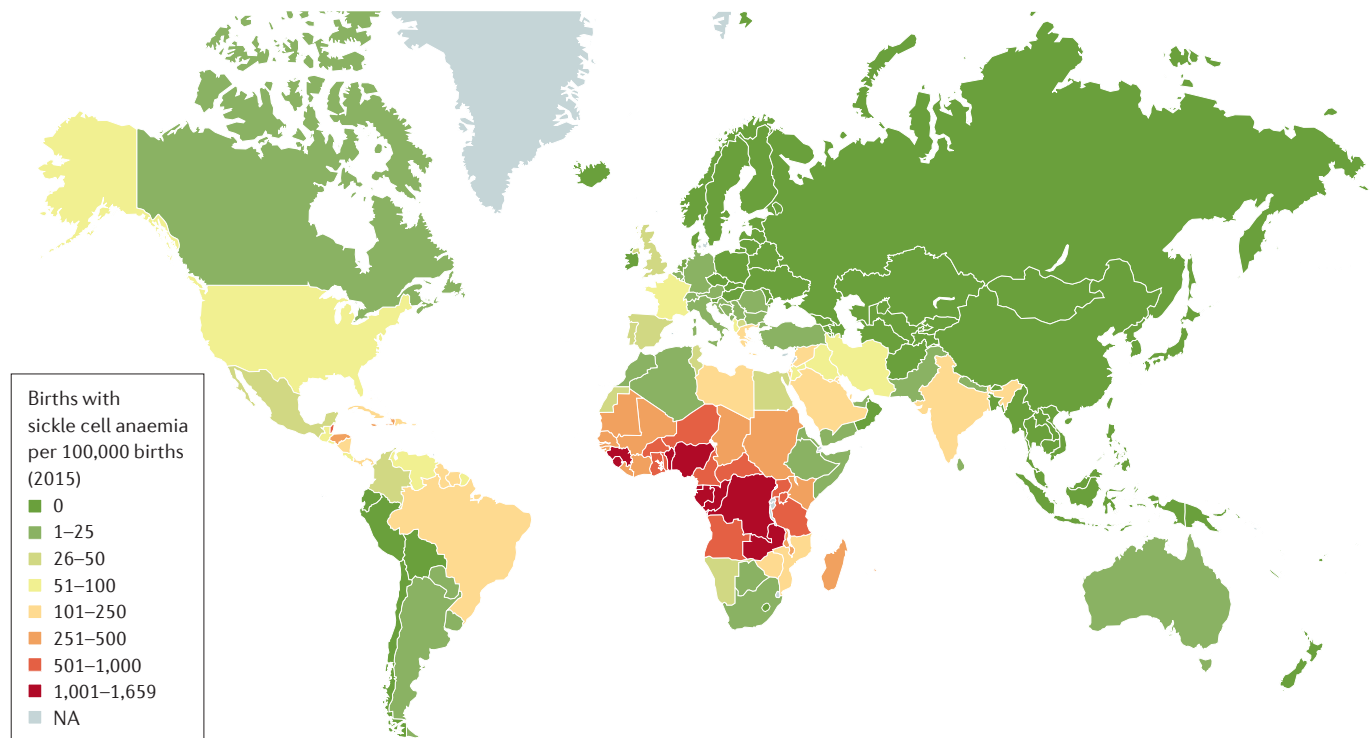 Births with
sickle cell anaemia
per 100,000 births
(2015)
0
1–25
26–50
51–100
101–250
251–500
501–1,000
1,001–1,659
NA